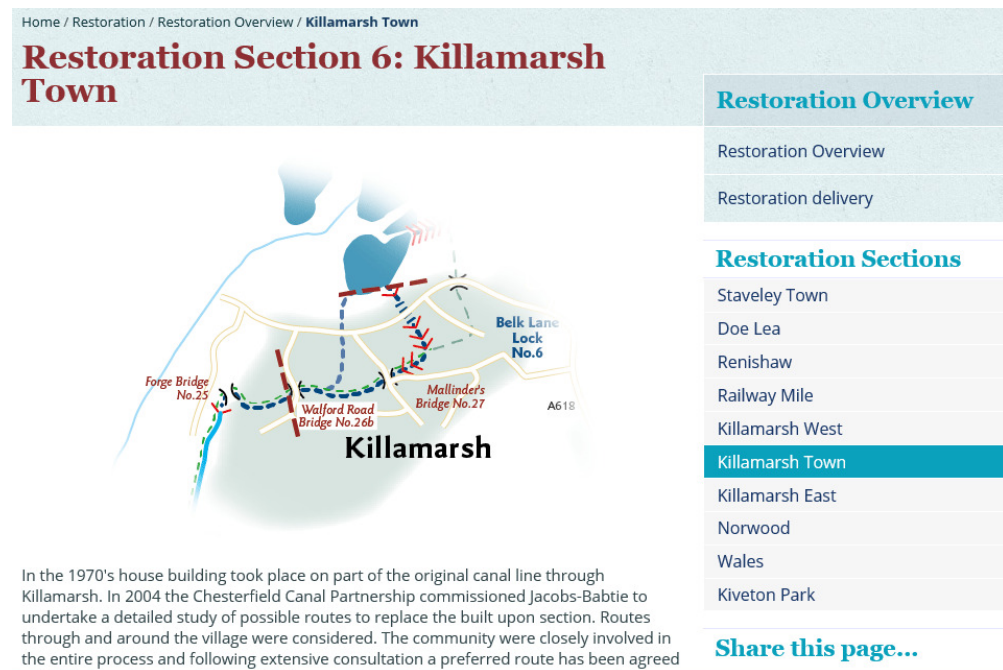 Home / Restoration / Restoration Overview / Killamarsh Town
Restoration Section 6: Killamarsh
Town
Belk Lane
Lock
No.6
Forge Bridge
No.25
Mallinder's
Bridge No.27
A618
Walford Road
Bridge No.26b
Killamarsh
In the 1970's house building took place on part of the original canal line through
Killamarsh. In 2004 the Chesterfield Canal Partnership commissioned Jacobs-Babtie to
undertake a detailed study of possible routes to replace the built upon section. Routes
through and around the village were considered. The community were closely involved in
the entire process and following extensive consultation a preferred route has been agreed
Restoration Overview
Restoration Overview
Restoration delivery
Restoration Sections
Staveley Town
Doe Lea
Renishaw
Railway Mile
Killamarsh West
Killamarsh Town
Killamarsh East
Norwood
Wales
Kiveton Park
Share this page...